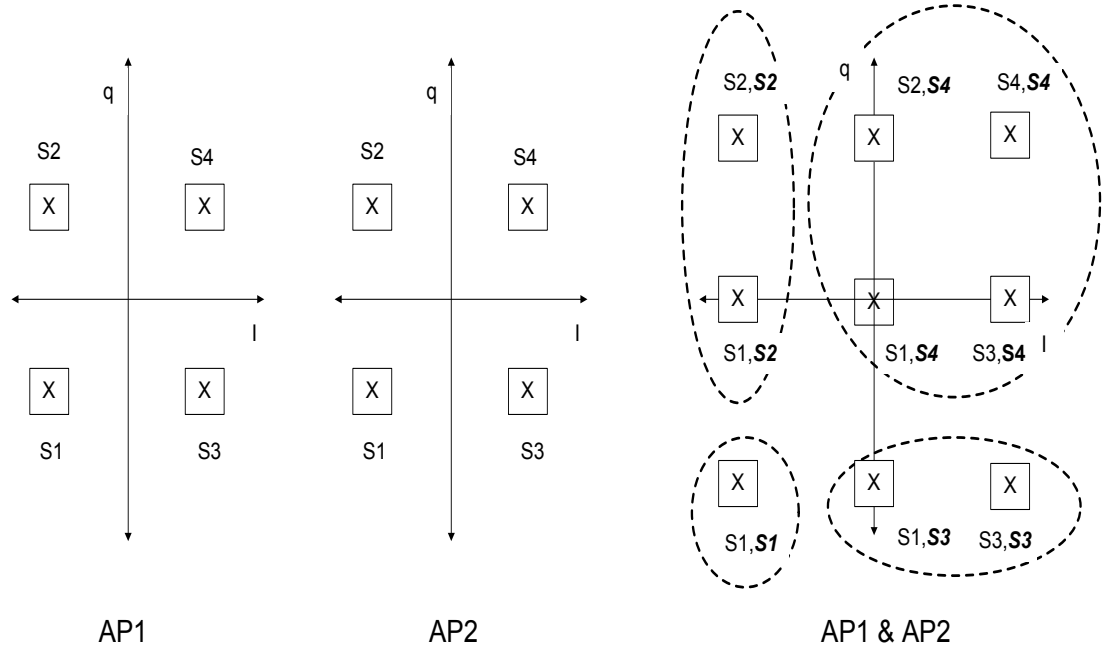 q
S2 S4
X X
I
X X
S1 S3
AP1
q
S2 S4
X X
I
X X
S1 S3
AP2
q
S2,S2 S2,S4 S4,S4
X X X
X X X
S1,S2 S1,S4 S3,S4 I
X X X
S1,S1 S1,S3 S3,S3
AP1 & AP2